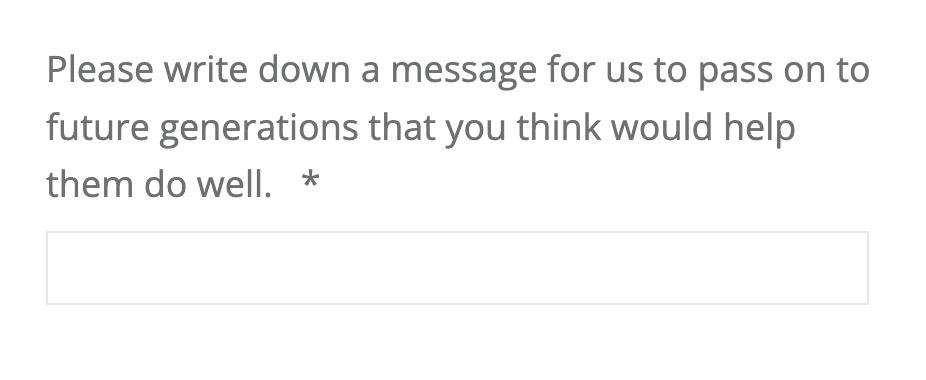 Please write down a message for us to pass on to
future generations that you think would help
them do well. *